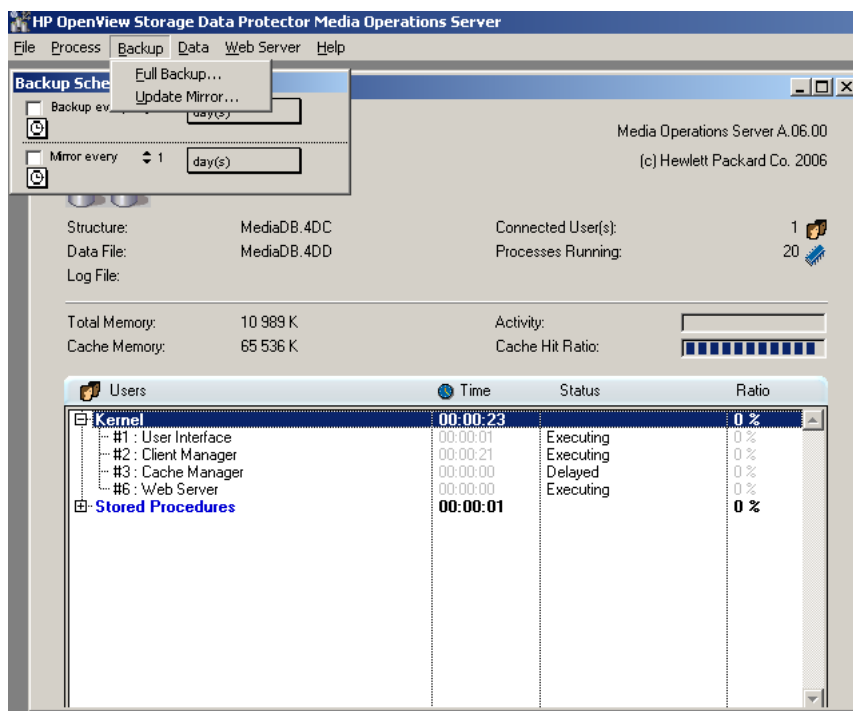 HP OpenView Storage Data Protector Media Operations Server
File Process Backup Data Web Server Help
Full Backup...
Update Mirror...
Backup Sche
Backup ev
day(s)
Mirror every 1 day(s)
Media Operations Server A.06.00
(c) Hewlett Packard Co. 2006
Structure: MediaDB.4DC Connected User(s): 1
Data File: MediaDB.4DD Processes Running: 20
Log File:
Total Memory: 10 989 K Activity:
Cache Memory: 65 536 K Cache Hit Ratio:
Users Time Status Ratio
Kernel 00:00:23 0 %
#1 : User Interface 00:00:01 Executing 0 %
#2 : Client Manager 00:00:21 Executing 0 %
#3 : Cache Manager 00:00:00 Delayed 0 %
#6 : Web Server 00:00:00 Executing 0 %
Stored Procedures 00:00:01 0 %